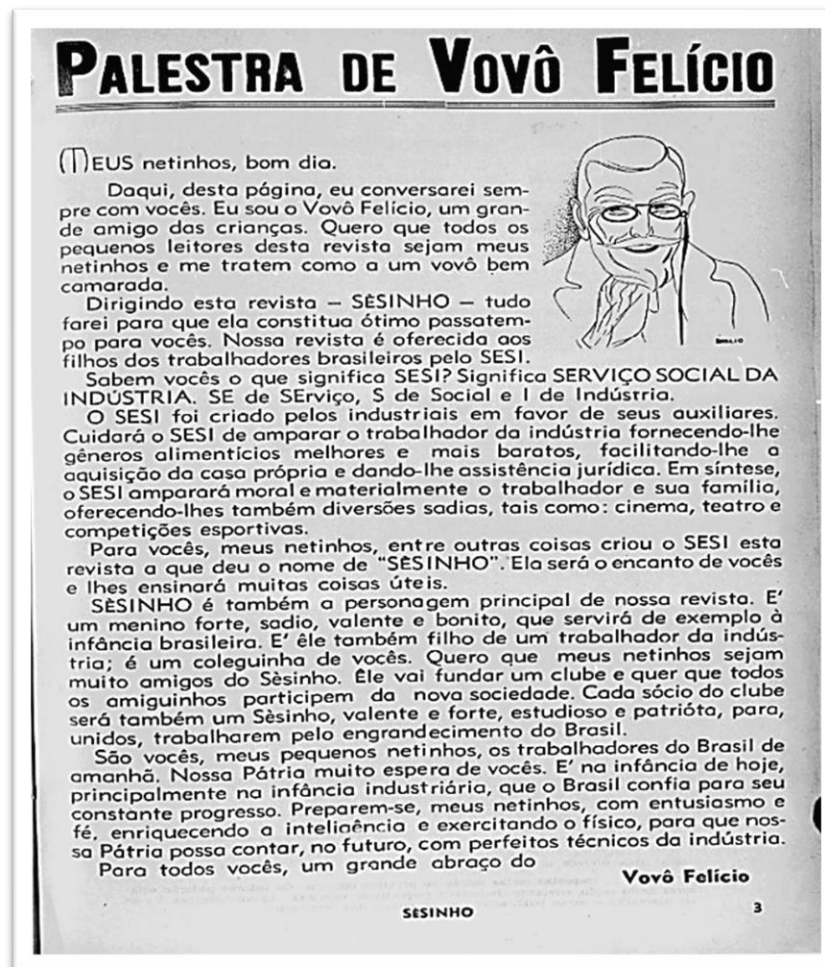 PALESTRA DE VOVÔ FELÍCIO
MEUS netinhos, bom dia.
Daqui, desta página, eu conversarei sem-
pre com vocês. Eu sou o Vovô Felício, um gran-
de amigo das crianças. Quero que todos os
pequenos leitores desta revista sejam meus
netinhos e me tratem como a um vovô bem
camarada.
Dirigindo esta revista — SÈSINHO — tudo
farei para que ela constitua ótimo passatem-
po para vocês. Nossa revista é oferecida aos
filhos dos trabalhadores brasileiros pelo SESI.
Sabem vocês o que significa SESI? Significa SERVIÇO SOCIAL DA
INDÚSTRIA. SE de SErviço, S de Social e I de Indústria.
O SESI foi criado pelos industriais em favor de seus auxiliares.
Cuidará o SESI de amparar o trabalhador da indústria fornecendo-lhe
gêneros alimentícios melhores e mais baratos, facilitando-lhe a
aquisição da casa própria e dando-lhe assistência jurídica. Em síntese,
o SESI amparará moral e materialmente o trabalhador e sua família,
oferecendo-lhes também diversões sadias, tais como: cinema, teatro e
competições esportivas.
Para vocês, meus netinhos, entre outras coisas criou o SESI esta
revista a que deu o nome de "SÈSINHO". Ela será o encanto de vocês
e lhes ensinará muitas coisas úteis.
SÈSINHO é também a personagem principal de nossa revista. E'
um menino forte, sadio, valente e bonito, que servirá de exemplo à
infância brasileira. E' êle também filho de um trabalhador da indús-
tria; é um coleguinha de vocês. Quero que meus netinhos sejam
muito amigos do Sèsinho. Êle vai fundar um clube e quer que todos
os amiguinhos participem da nova sociedade. Cada sócio do clube
será também um Sèsinho, valente e forte, estudioso e patrióta, para,
unidos, trabalharem pelo engrandecimento do Brasil.
São vocês, meus pequenos netinhos, os trabalhadores do Brasil de
amanhã. Nossa Pátria muito espera de vocês. E' na infância de hoje,
principalmente na infância industriária, que o Brasil confia para seu
constante progresso. Preparem-se, meus netinhos, com entusiasmo e
fé, enriquecendo a inteligência e exercitando o físico, para que nos-
sa Pátria possa contar, no futuro, com perfeitos técnicos da indústria.
Para todos vocês, um grande abraço do
Vovô Felício
SÈSINHO 3